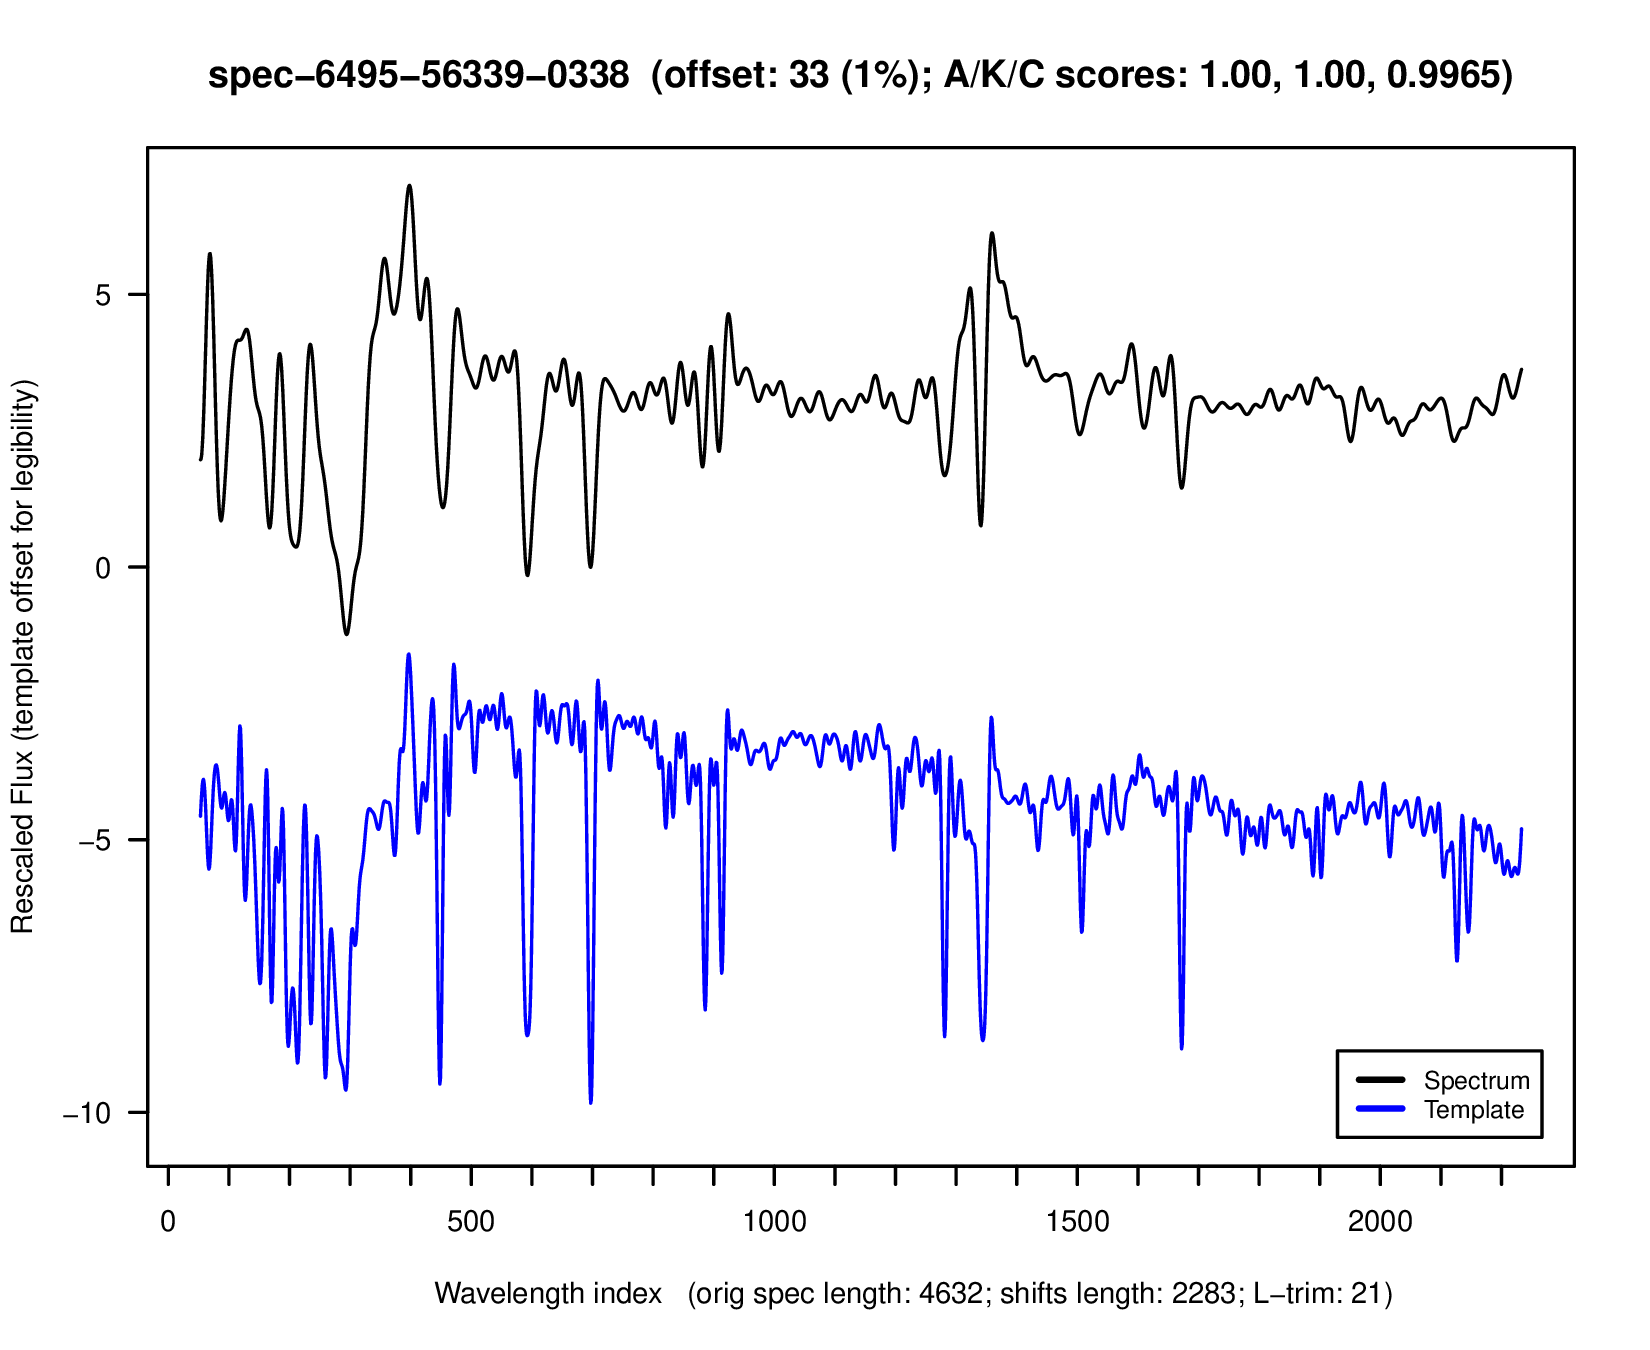 spec−6495−56339−0338 (offset: 33 (1%); A/K/C scores: 1.00, 1.00, 0.9965)
Rescaled Flux (template offset for legibility)
5
0
−5
−10
Spectrum
Template
0 500 1000 1500 2000
Wavelength index (orig spec length: 4632; shifts length: 2283; L−trim: 21)